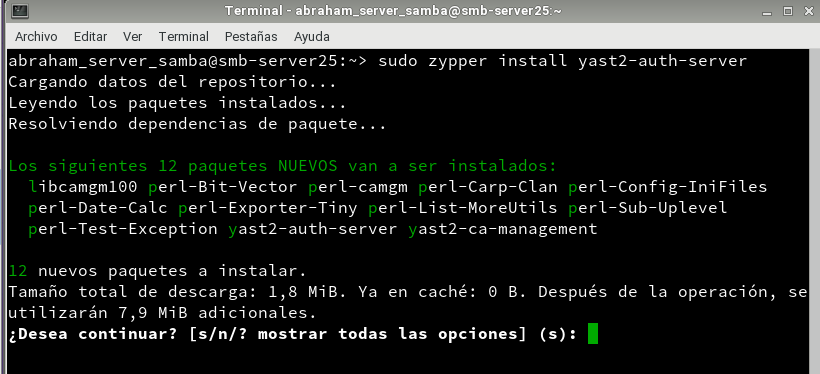 Terminal - abraham_server_samba@smb-server25:~
Archivo Editar Ver Terminal Pestañas Ayuda
abraham_server_samba@smb-server25:~> sudo zypper install yast2-auth-server
Cargando datos del repositorio...
Leyendo los paquetes instalados...
Resolviendo dependencias de paquete...
Los siguientes 12 paquetes NUEVOS van a ser instalados:
libcamgm100 perl-Bit-Vector perl-camgm perl-Carp-Clan perl-Config-IniFiles
perl-Date-Calc perl-Exporter-Tiny perl-List-MoreUtils perl-Sub-Uplevel
perl-Test-Exception yast2-auth-server yast2-ca-management
12 nuevos paquetes a instalar.
Tamaño total de descarga: 1,8 MiB. Ya en caché: 0 B. Después de la operación, se
utilizarán 7,9 MiB adicionales.
¿Desea continuar? [s/n/? mostrar todas las opciones] (s):